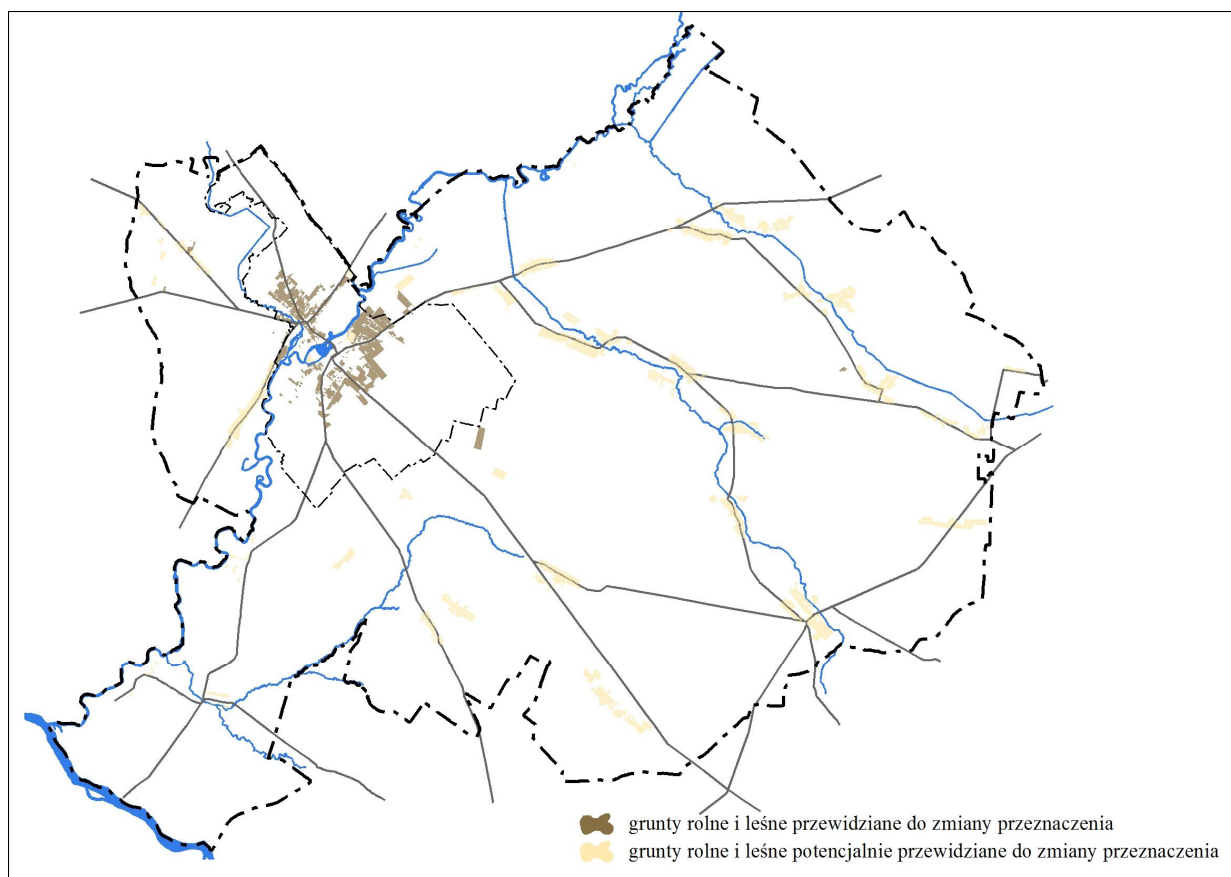 grunty rolne i leśne przewidziane do zmiany przeznaczenia
grunty rolne i leśne potencjalnie przewidziane do zmiany przeznaczenia